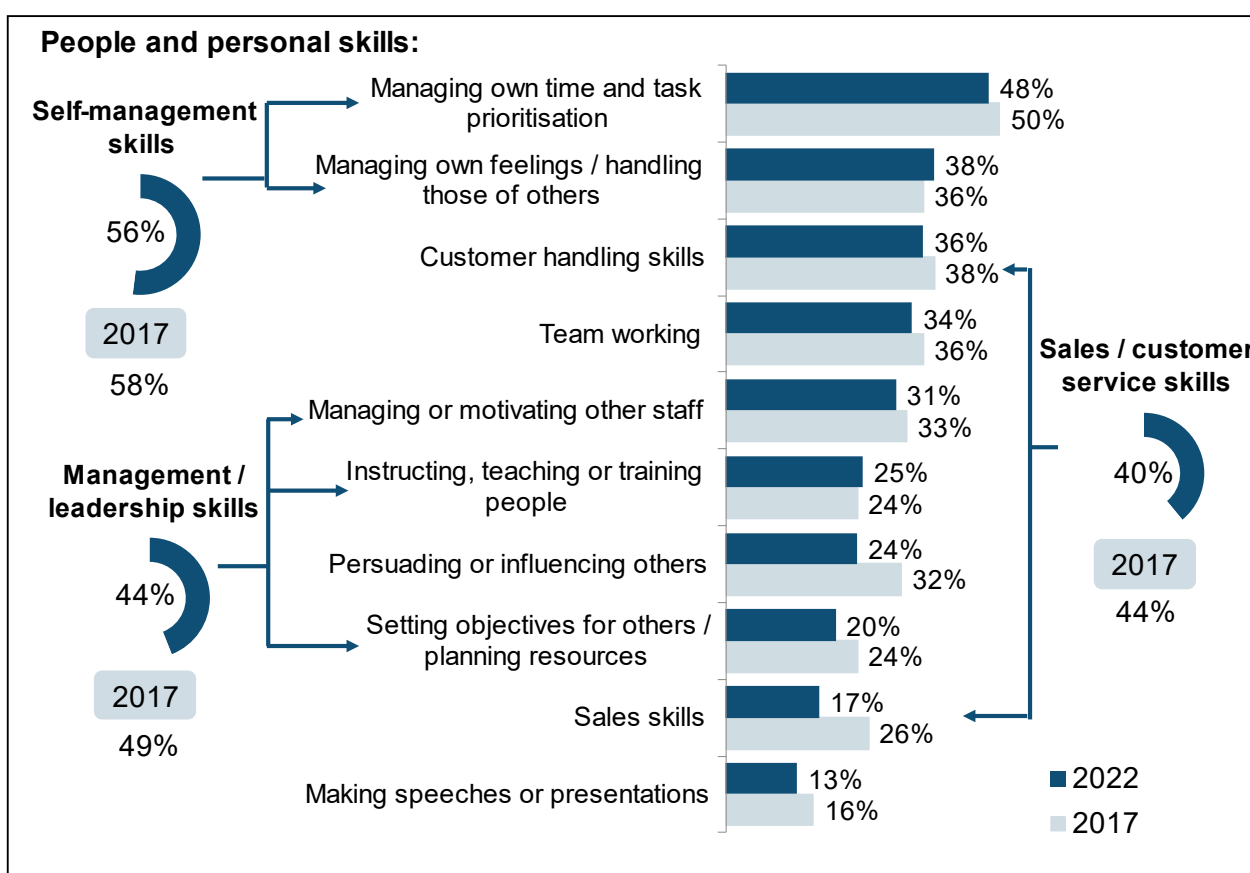 People and personal skills:
Self-management
skills
56%
2017
58%
Management /
leadership skills
44%
2017
49%
Managing own time and task
prioritisation
48%
50%
Managing own feelings / handling
those of others
38%
36%
Customer handling skills
36%
38%
Team working
34%
36%
Managing or motivating other staff
31%
33%
Instructing, teaching or training
people
25%
24%
Persuading or influencing others
24%
32%
Setting objectives for others /
planning resources
20%
24%
Sales skills
17%
26%
Making speeches or presentations
13%
16%
Sales / customer
service skills
40%
2017
44%
2022
2017